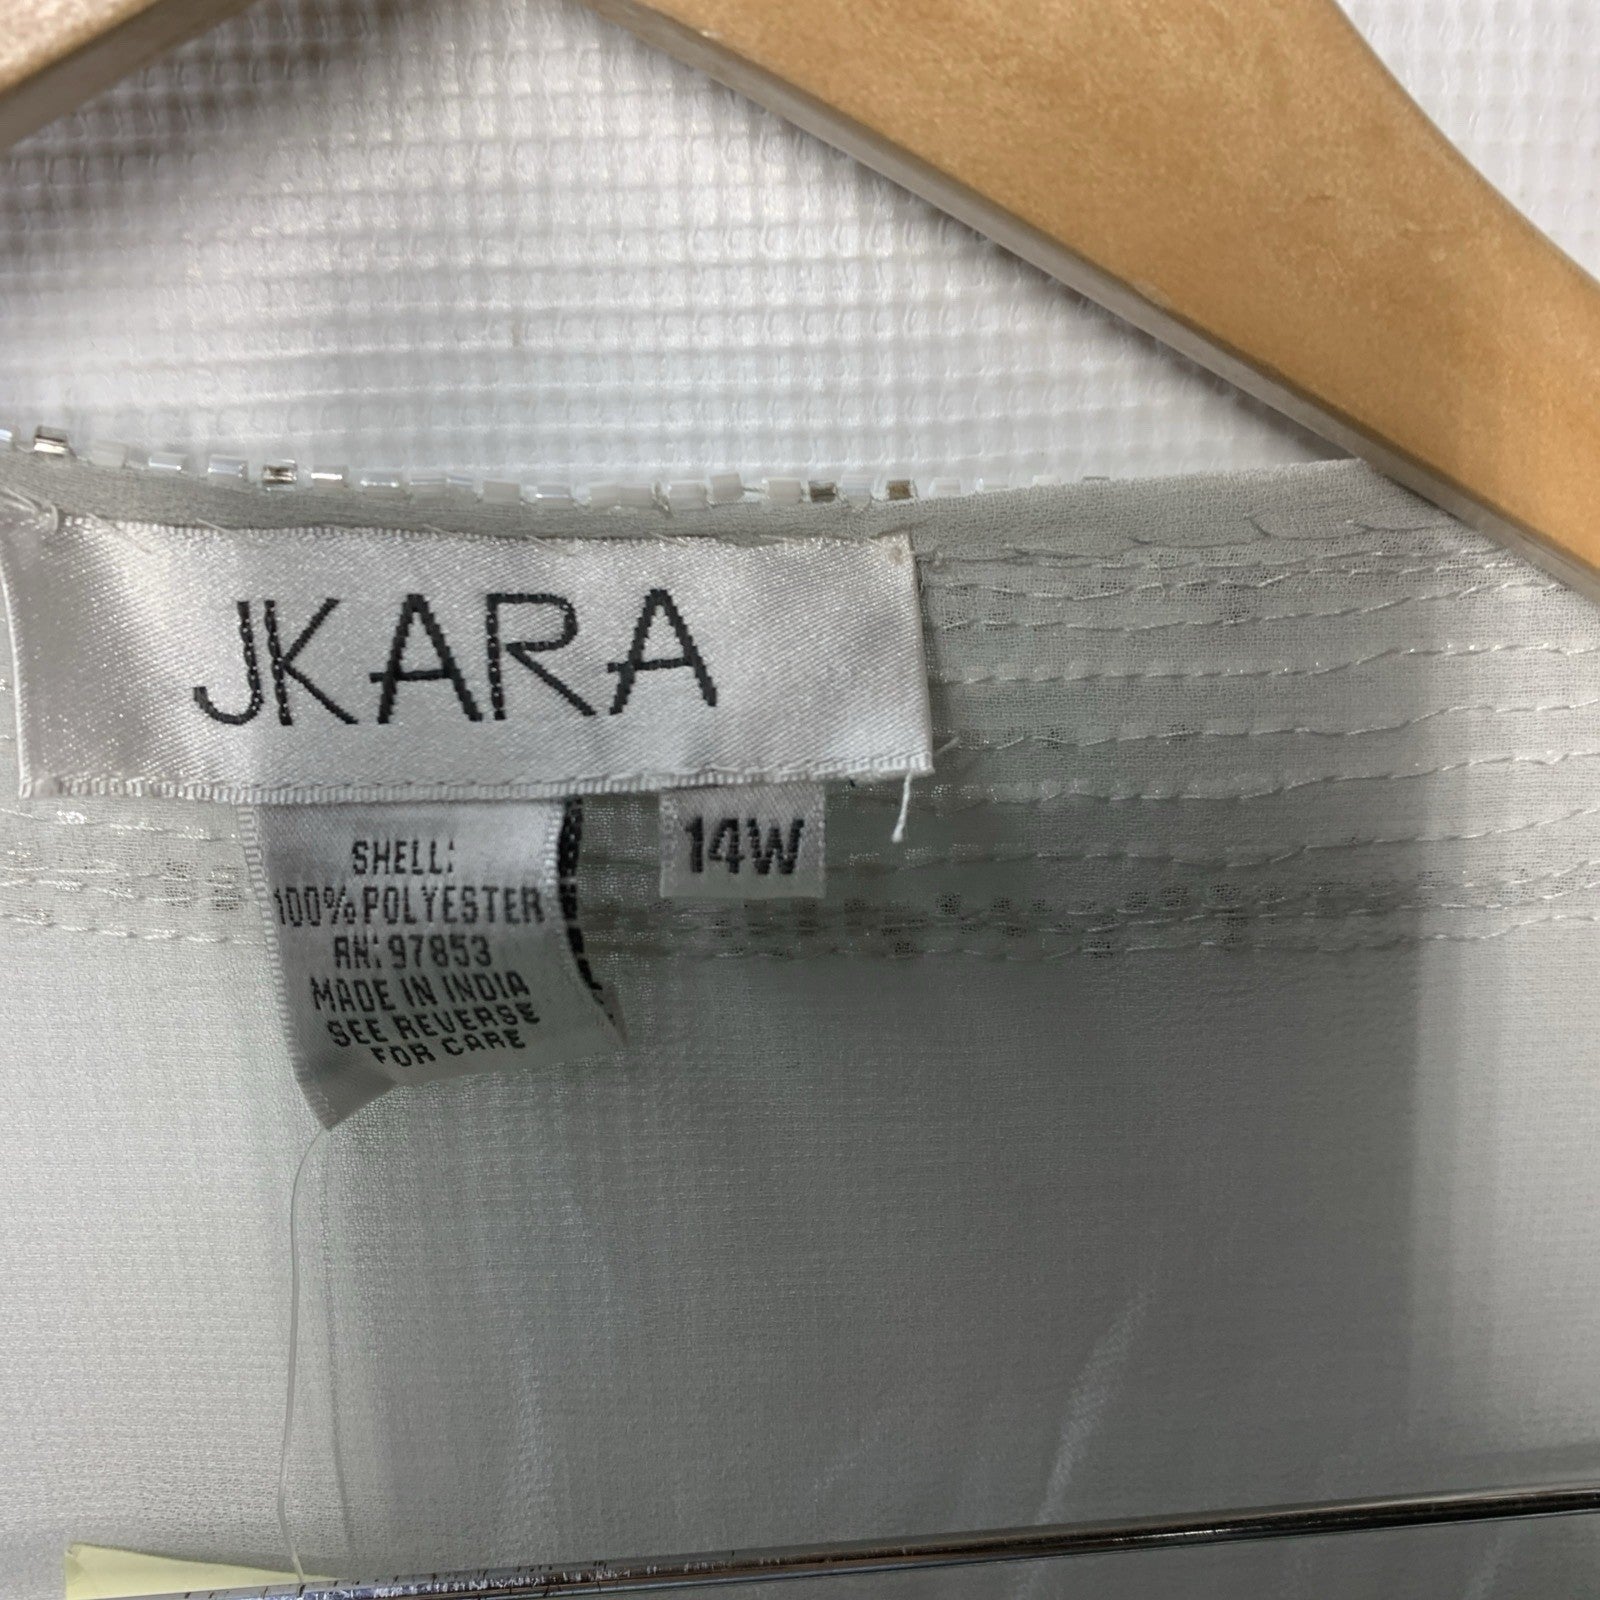 JKARA
14W
SHELL:
100% POLYESTER
RN: 97853
MADE IN INDIA
SEE REVERSE
FOR CARE